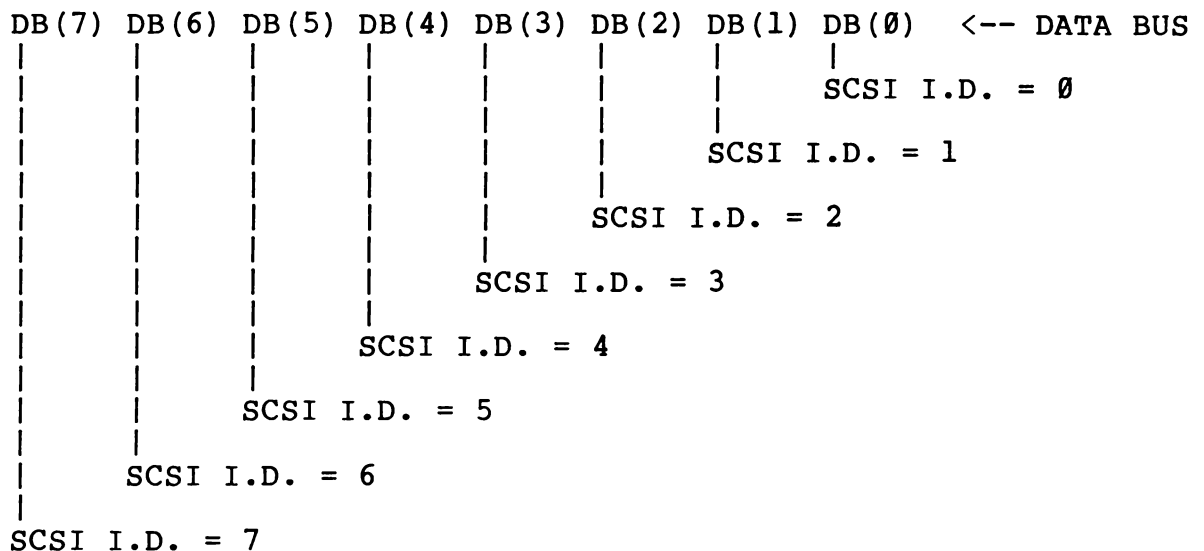 DB(7) DB(6) DB(5) DB(4) DB(3) DB(2) DB(1) DB(Ø) <-- DATA BUS
SCSI I.D. = Ø
SCSI I.D. = 1
SCSI I.D. = 2
SCSI I.D. = 3
SCSI I.D. = 4
SCSI I.D. = 5
SCSI I.D. = 6
SCSI I.D. = 7